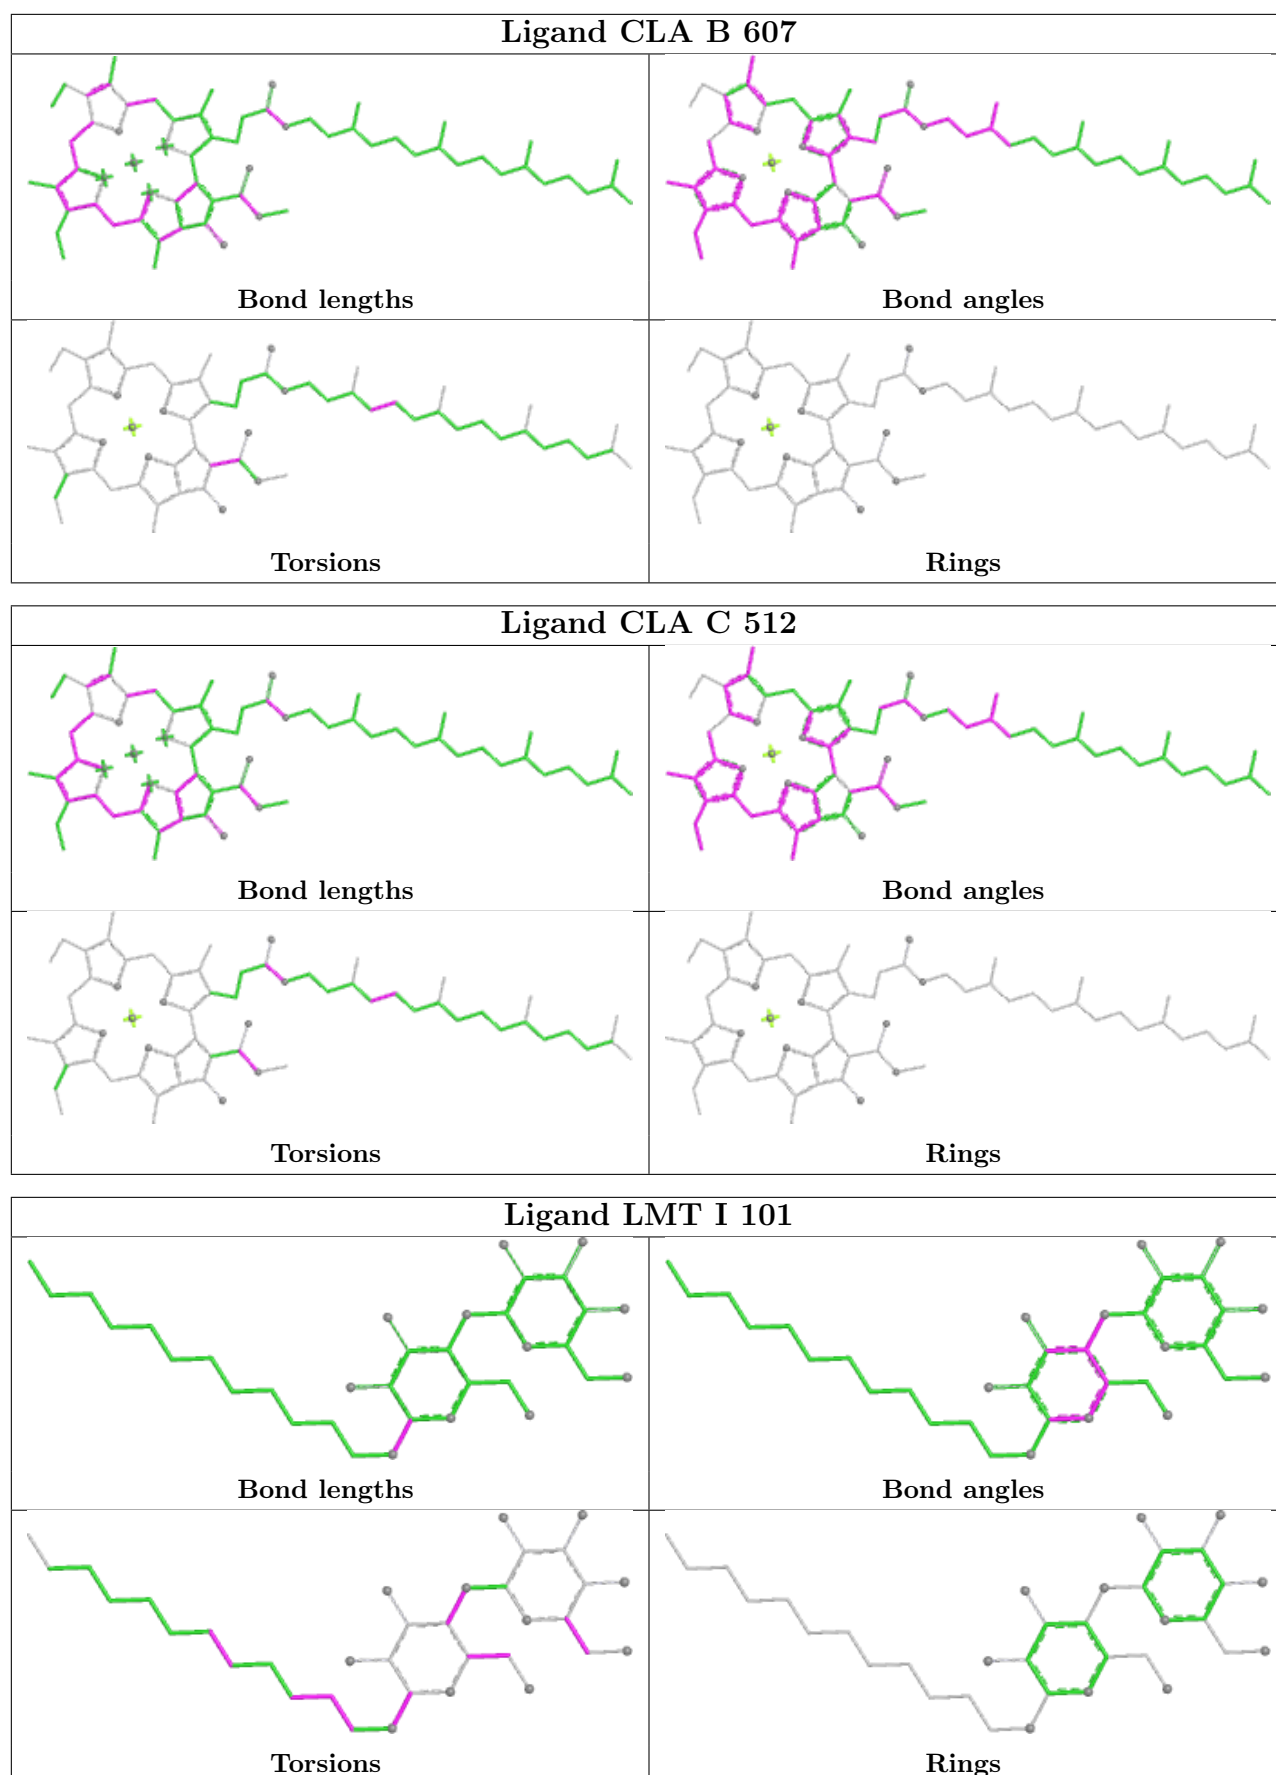 Ligand CLA B 607
Bond lengths
Bond angles
Torsions
Rings
Ligand CLA C 512
Bond lengths
Bond angles
Torsions
Rings
Ligand LMT I 101
Bond lengths
Bond angles
Torsions
Rings